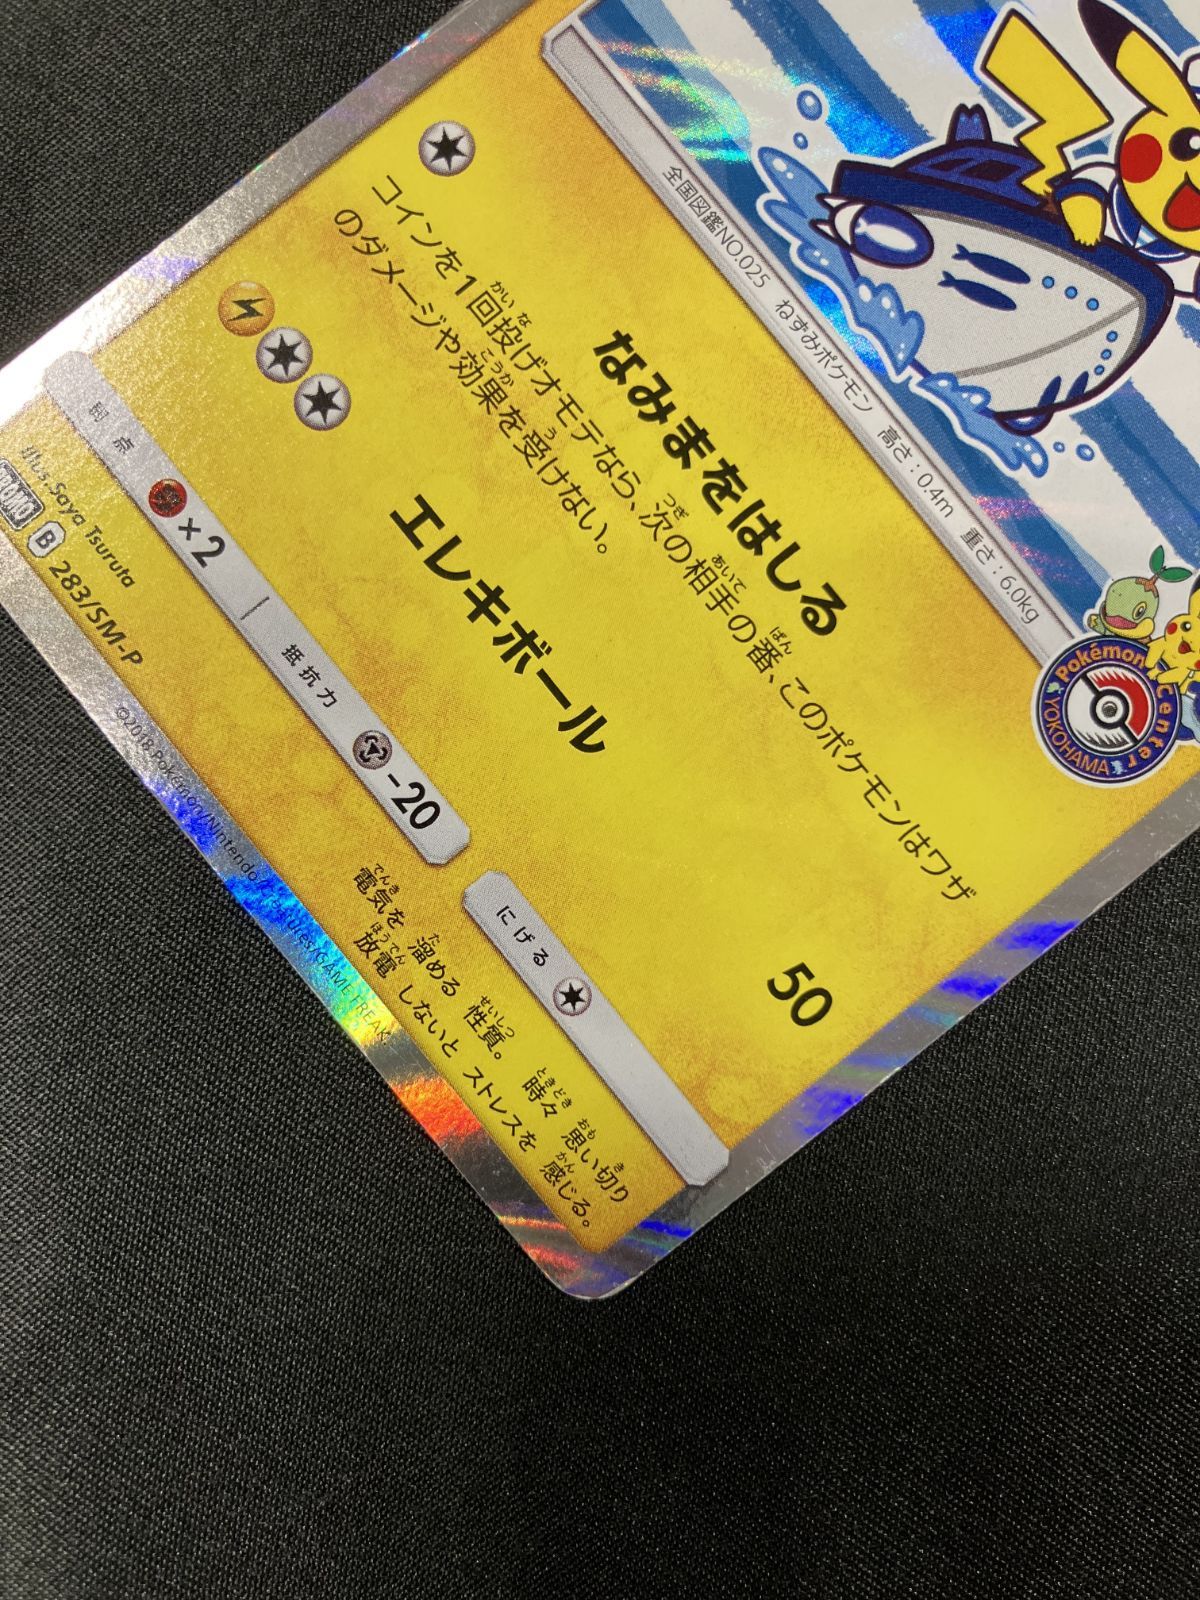 全国図鑑NO.025 ねずみポケモン 高さ:0.4m 重さ:6.0kg
Pokémon Center
YOKOHAMA
なみまをはしる
コインを1回投げオモテなら、次の相手の番、このポケモンはワザ
のダメージや効果を受けない。
エレキボール 50
弱点 ×2 抵抗力 -20 にげる
illus. Saya Tsuruta
B 283/SM-P
電気を 溜める 性質。 時々 思い切り
放電 しないと ストレスを 感じる。
©2018 Pokémon/Nintendo/Creatures/GAME FREAK.